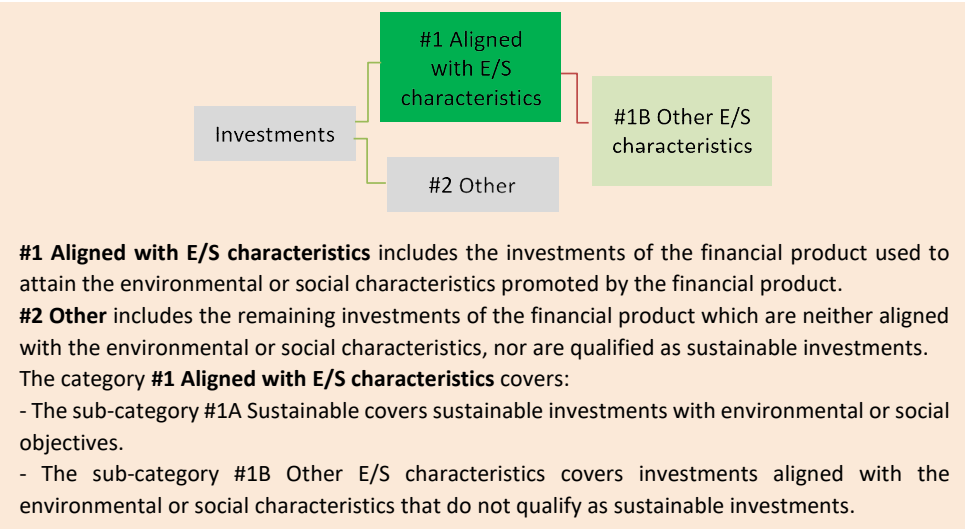 #1 Aligned
with E/S
characteristics
Investments
#1B Other E/S
characteristics
#2 Other
#1 Aligned with E/S characteristics includes the investments of the financial product used to
attain the environmental or social characteristics promoted by the financial product.
#2 Other includes the remaining investments of the financial product which are neither aligned
with the environmental or social characteristics, nor are qualified as sustainable investments.
The category #1 Aligned with E/S characteristics covers:
- The sub-category #1A Sustainable covers sustainable investments with environmental or social
objectives.
- The sub-category #1B Other E/S characteristics covers investments aligned with the
environmental or social characteristics that do not qualify as sustainable investments.